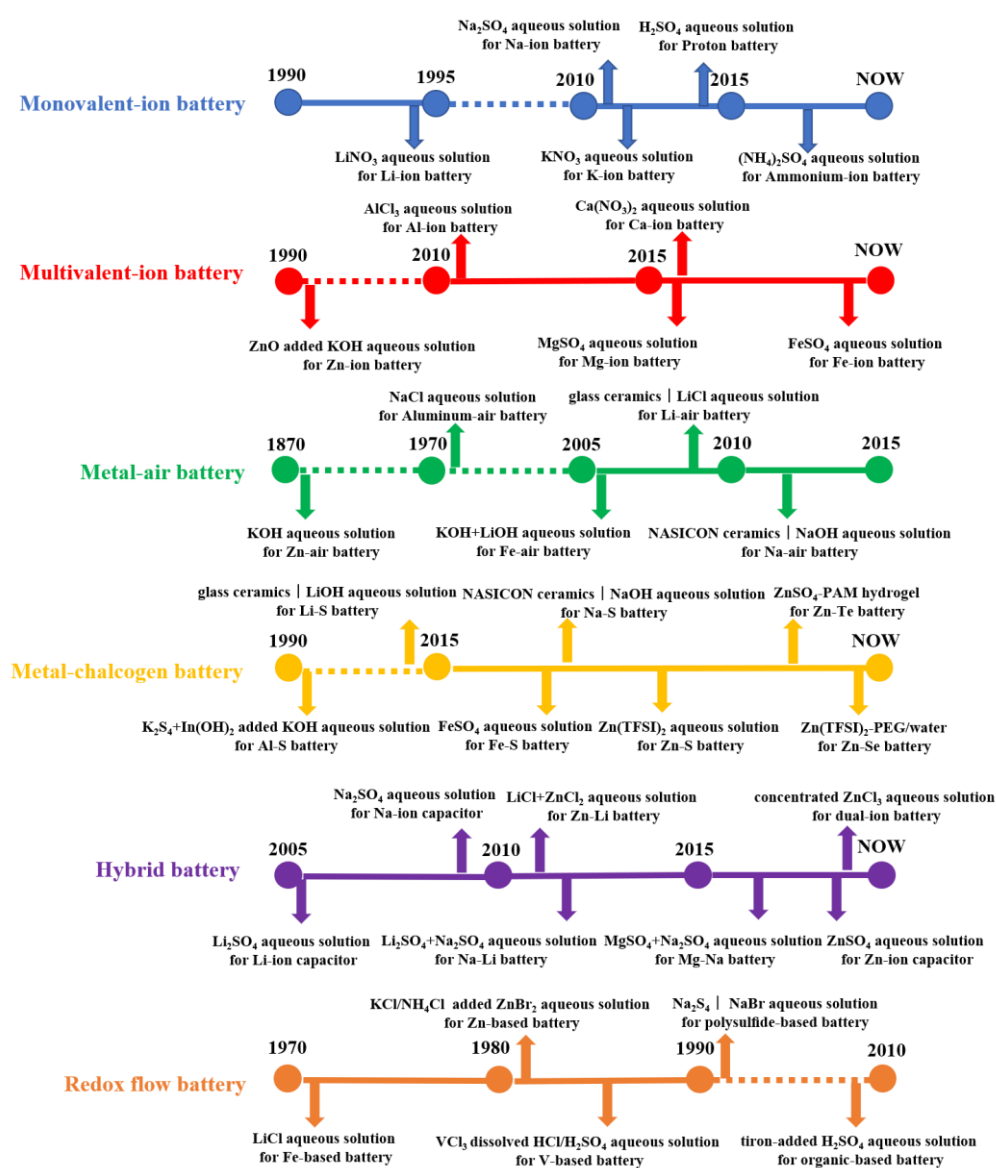 Na₂SO₄ aqueous solution
for Na-ion battery
H₂SO₄ aqueous solution
for Proton battery
1990
1995
2010
2015
NOW
Monovalent-ion battery
LiNO₃ aqueous solution
for Li-ion battery
KNO₃ aqueous solution
for K-ion battery
(NH₄)₂SO₄ aqueous solution
for Ammonium-ion battery
AlCl₃ aqueous solution
for Al-ion battery
Ca(NO₃)₂ aqueous solution
for Ca-ion battery
1990
2010
2015
NOW
Multivalent-ion battery
ZnO added KOH aqueous solution
for Zn-ion battery
MgSO₄ aqueous solution
for Mg-ion battery
FeSO₄ aqueous solution
for Fe-ion battery
NaCl aqueous solution
for Aluminum-air battery
glass ceramics | LiCl aqueous solution
for Li-air battery
1870
1970
2005
2010
2015
Metal-air battery
KOH aqueous solution
for Zn-air battery
KOH+LiOH aqueous solution
for Fe-air battery
NASICON ceramics | NaOH aqueous solution
for Na-air battery
glass ceramics | LiOH aqueous solution
for Li-S battery
NASICON ceramics | NaOH aqueous solution
for Na-S battery
ZnSO₄-PAM hydrogel
for Zn-Te battery
1990
2015
NOW
Metal-chalcogen battery
K₂S₄+In(OH)₂ added KOH aqueous solution
for Al-S battery
FeSO₄ aqueous solution
for Fe-S battery
Zn(TFSI)₂ aqueous solution
for Zn-S battery
Zn(TFSI)₂-PEG/water
for Zn-Se battery
Na₂SO₄ aqueous solution
for Na-ion capacitor
LiCl+ZnCl₂ aqueous solution
for Zn-Li battery
concentrated ZnCl₃ aqueous solution
for dual-ion battery
2005
2010
2015
NOW
Hybrid battery
Li₂SO₄ aqueous solution
for Li-ion capacitor
Li₂SO₄+Na₂SO₄ aqueous solution
for Na-Li battery
MgSO₄+Na₂SO₄ aqueous solution
for Mg-Na battery
ZnSO₄ aqueous solution
for Zn-ion capacitor
KCl/NH₄Cl added ZnBr₂ aqueous solution
for Zn-based battery
Na₂S₄ | NaBr aqueous solution
for polysulfide-based battery
1970
1980
1990
2010
Redox flow battery
LiCl aqueous solution
for Fe-based battery
VCl₃ dissolved HCl/H₂SO₄ aqueous solution
for V-based battery
tiron-added H₂SO₄ aqueous solution
for organic-based battery